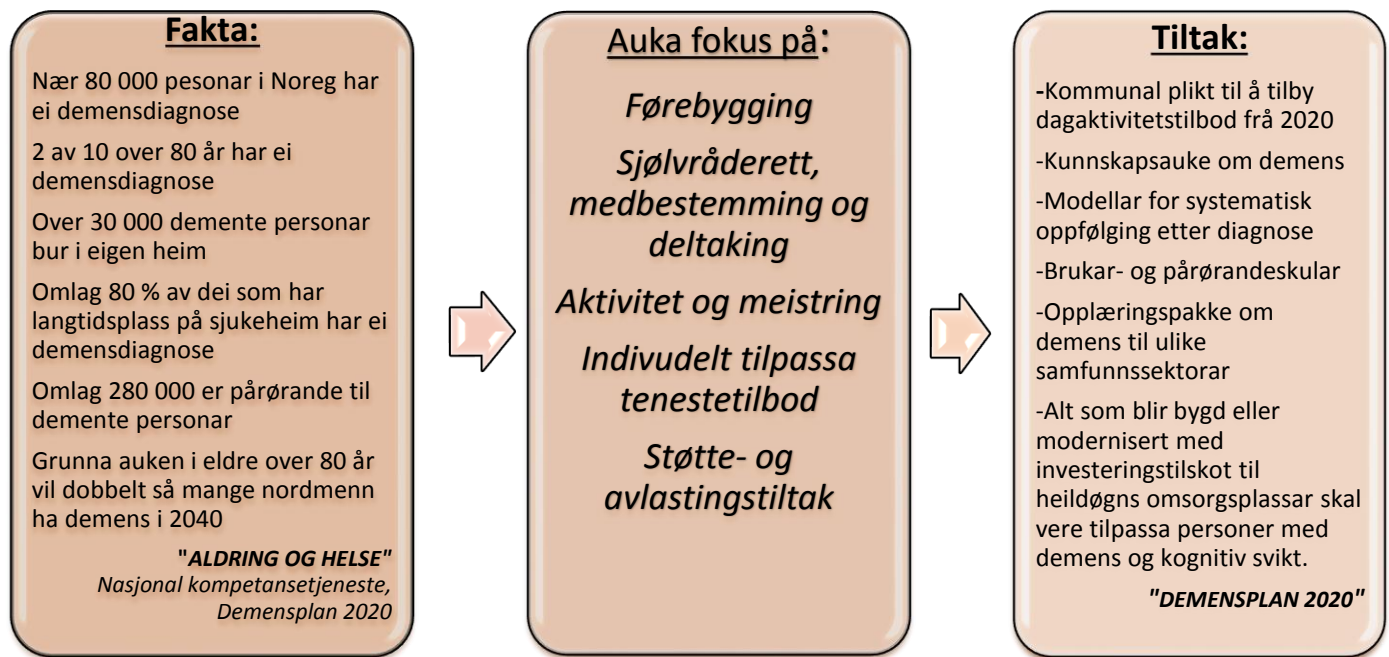 Fakta:
Nær 80 000 pesonar i Noreg har
ei demensdiagnose
2 av 10 over 80 år har ei
demensdiagnose
Over 30 000 demente personar
bur i eigen heim
Omlag 80 % av dei som har
langtidsplass på sjukeheim har ei
demensdiagnose
Omlag 280 000 er pårørande til
demente personar
Grunna auken i eldre over 80 år
vil dobbelt så mange nordmenn
ha demens i 2040
"ALDRING OG HELSE"
Nasjonal kompetansetjeneste,
Demensplan 2020
Auka fokus på:
Førebygging
Sjølvråderett,
medbestemming og
deltaking
Aktivitet og meistring
Indivudelt tilpassa
tenestetilbod
Støtte- og
avlastingstiltak
Tiltak:
-Kommunal plikt til å tilby
dagaktivitetstilbod frå 2020
-Kunnskapsauke om demens
-Modellar for systematisk
oppfølging etter diagnose
-Brukar- og pårørandeskular
-Opplæringspakke om
demens til ulike
samfunnssektorar
-Alt som blir bygd eller
modernisert med
investeringstilskot til
heildøgns omsorgsplassar skal
vere tilpassa personer med
demens og kognitiv svikt.
"DEMENSPLAN 2020"